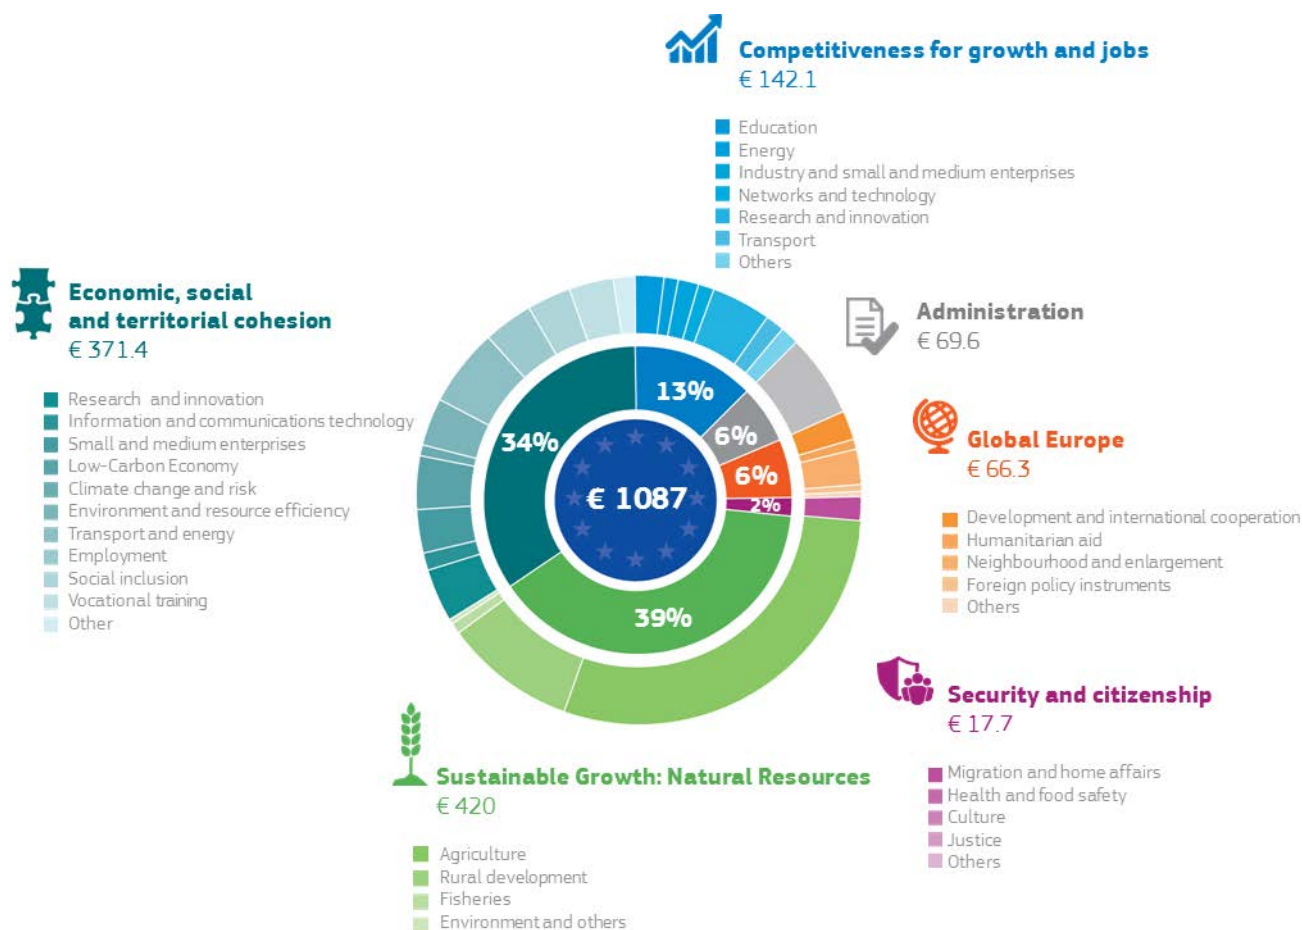 Competitiveness for growth and jobs
€ 142.1
Education
Energy
Industry and small and medium enterprises
Networks and technology
Research and innovation
Transport
Others
Economic, social
and territorial cohesion
€ 371.4
Research and innovation
Information and communications technology
Small and medium enterprises
Low-Carbon Economy
Climate change and risk
Environment and resource efficiency
Transport and energy
Employment
Social inclusion
Vocational training
Other
Administration
€ 69.6
Global Europe
€ 66.3
Development and international cooperation
Humanitarian aid
Neighbourhood and enlargement
Foreign policy instruments
Others
13%
6%
6%
2%
34%
39%
€ 1087
Security and citizenship
€ 17.7
Migration and home affairs
Health and food safety
Culture
Justice
Others
Sustainable Growth: Natural Resources
€ 420
Agriculture
Rural development
Fisheries
Environment and others